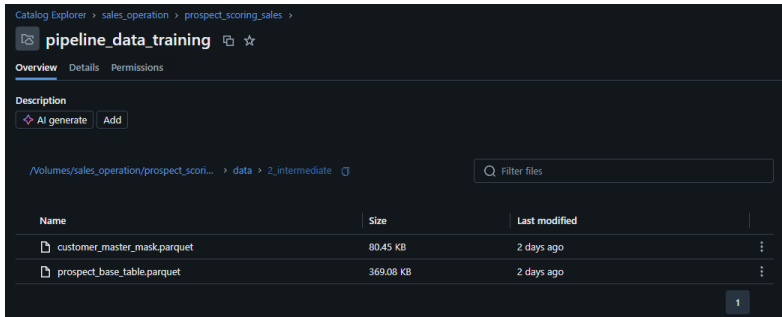 Catalog Explorer > sales_operation > prospect_scoring_sales >
pipeline_data_training
Overview Details Permissions
Description
AI generate Add
/Volumes/sales_operation/prospect_scori... > data > 2_intermediate
Filter files
Name Size Last modified
customer_master_mask.parquet 80.45 KB 2 days ago
prospect_base_table.parquet 369.08 KB 2 days ago
1